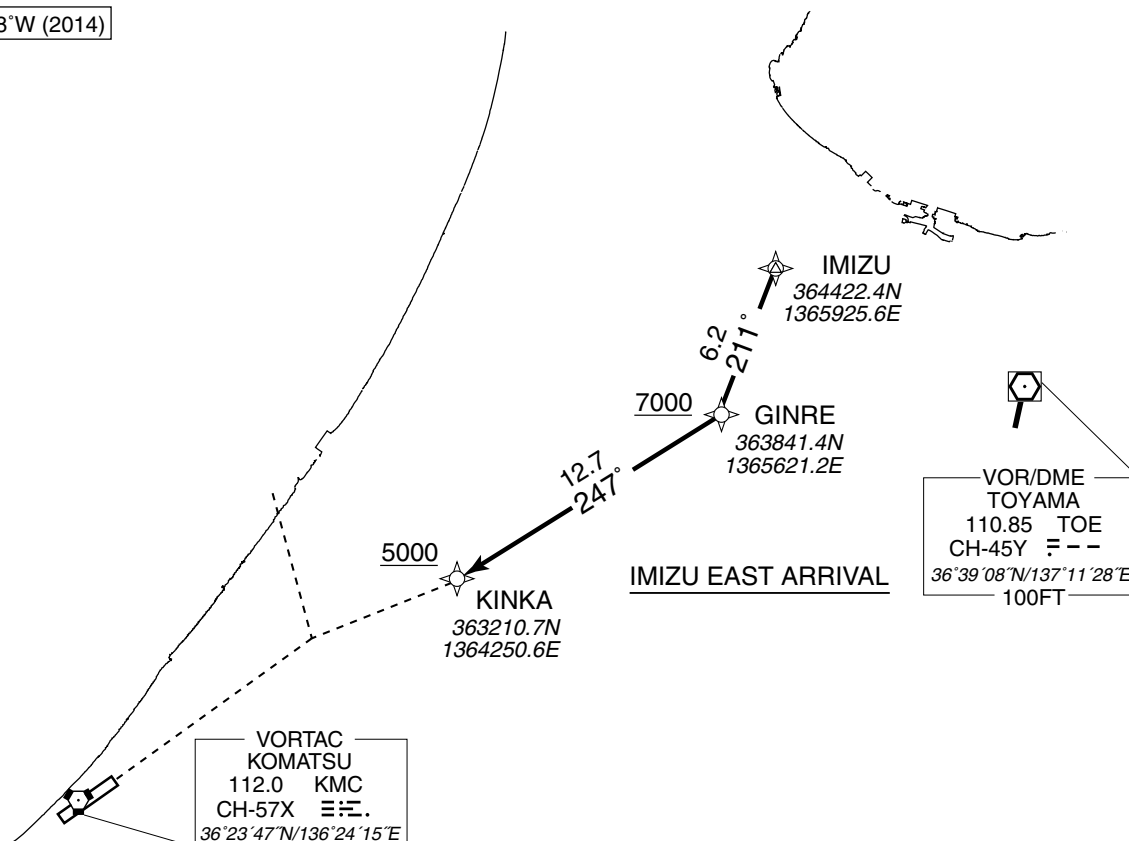 8°W (2014)
IMIZU
364422.4N
1365925.6E
6.2
211°
7000
GINRE
363841.4N
1365621.2E
12.7
247°
5000
KINKA
363210.7N
1364250.6E
IMIZU EAST ARRIVAL
VOR/DME
TOYAMA
110.85 TOE
CH-45Y
36°39´08˝N/137°11´28˝E
100FT
VORTAC
KOMATSU
112.0 KMC
CH-57X
36°23´47˝N/136°24´15˝E